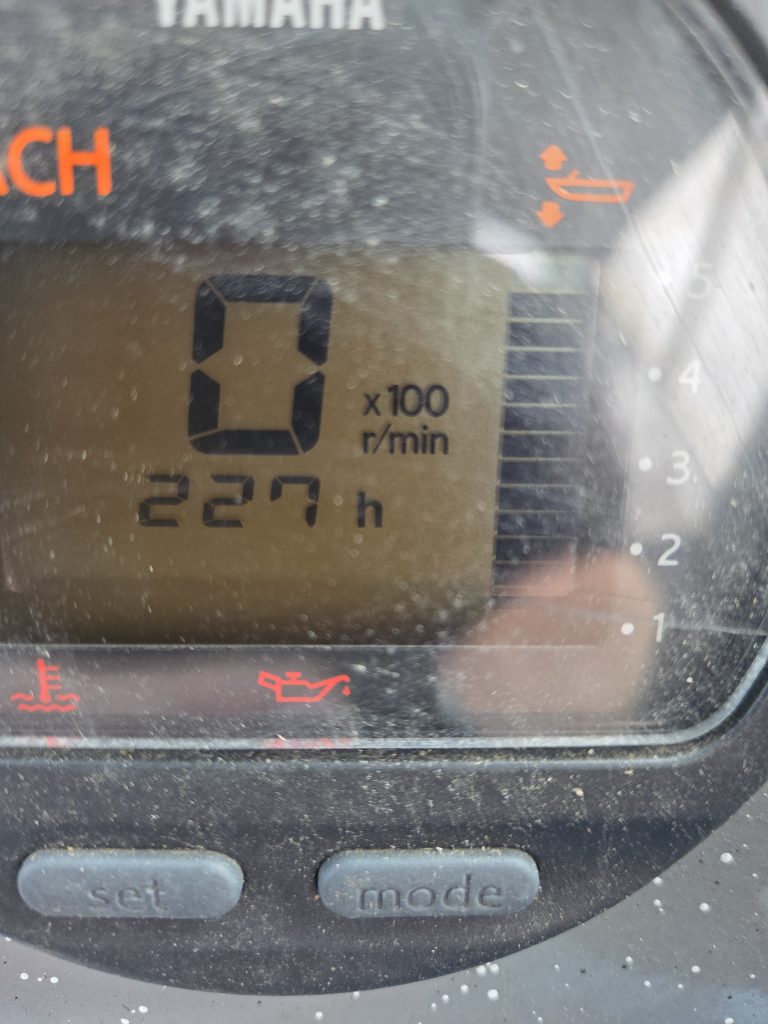 YAMAHA
ACH
0
x100
r/min
227 h
5
4
3
2
1
set
mode